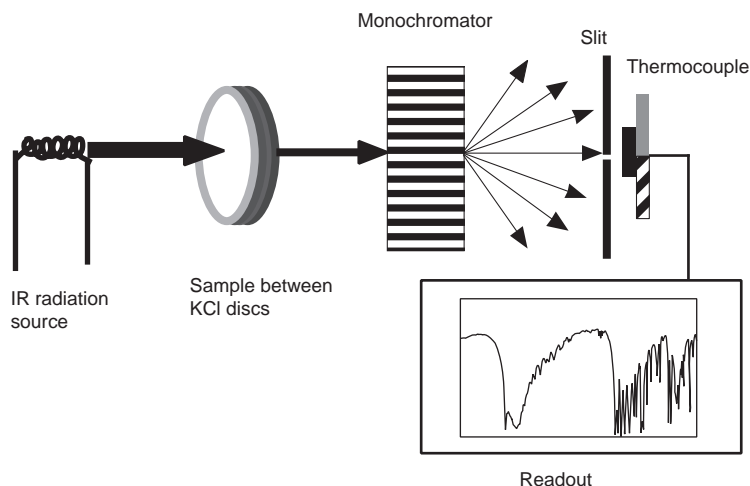 Monochromator
Slit
Thermocouple
IR radiation
source
Sample between
KCl discs
Readout